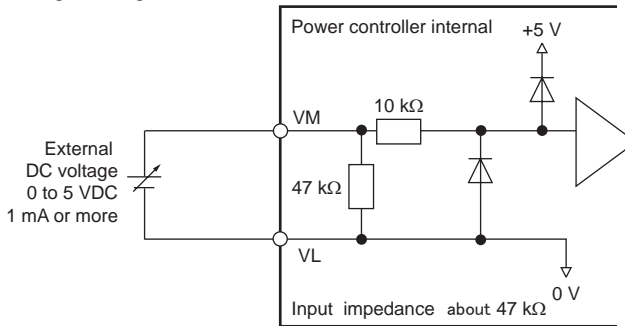 Power controller internal
+5 V
VM
10 kΩ
External
DC voltage
0 to 5 VDC
1 mA or more
47 kΩ
VL
0 V
Input impedance about 47 kΩ